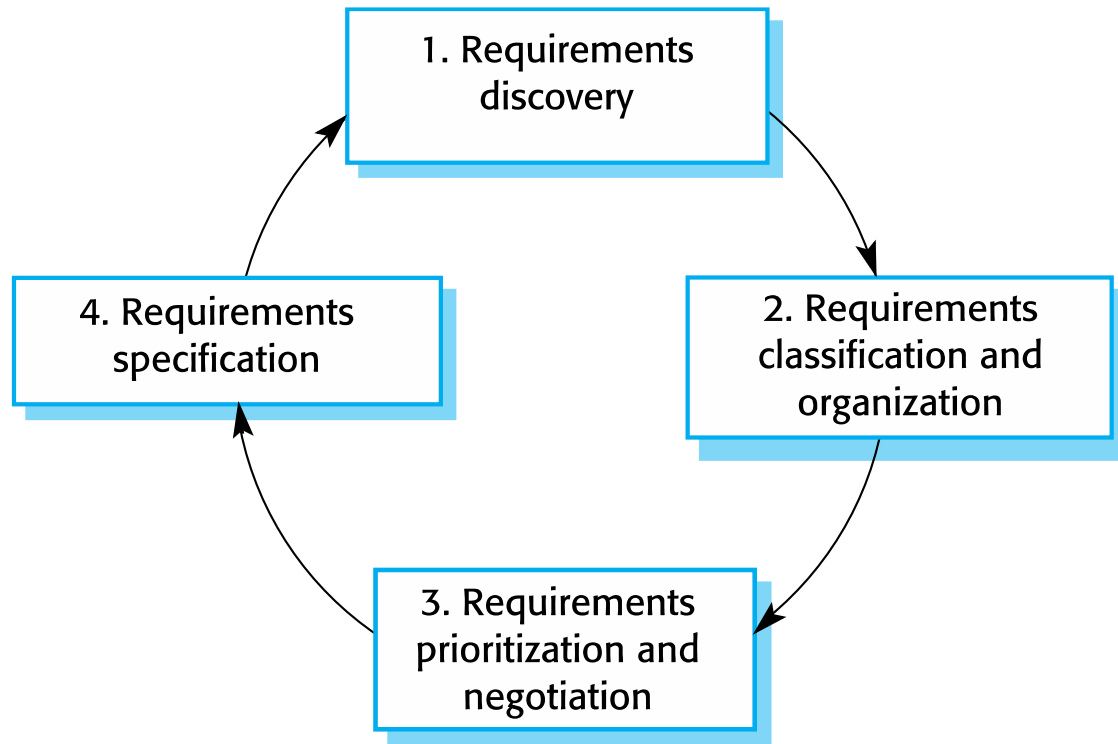 1. Requirements
discovery
2. Requirements
classification and
organization
3. Requirements
prioritization and
negotiation
4. Requirements
specification